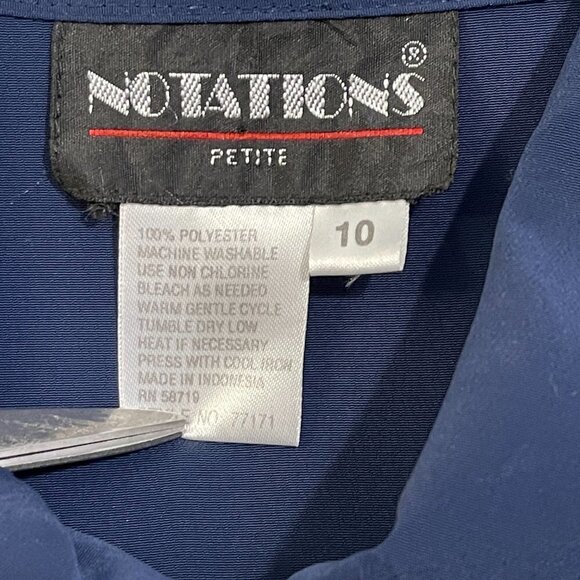 NOTATIONS ®
PETITE
10
100% POLYESTER
MACHINE WASHABLE
USE NON CHLORINE
BLEACH AS NEEDED
WARM GENTLE CYCLE
TUMBLE DRY LOW
HEAT IF NECESSARY
PRESS WITH COOL IRON
MADE IN INDONESIA
RN 58719
NO. 77171